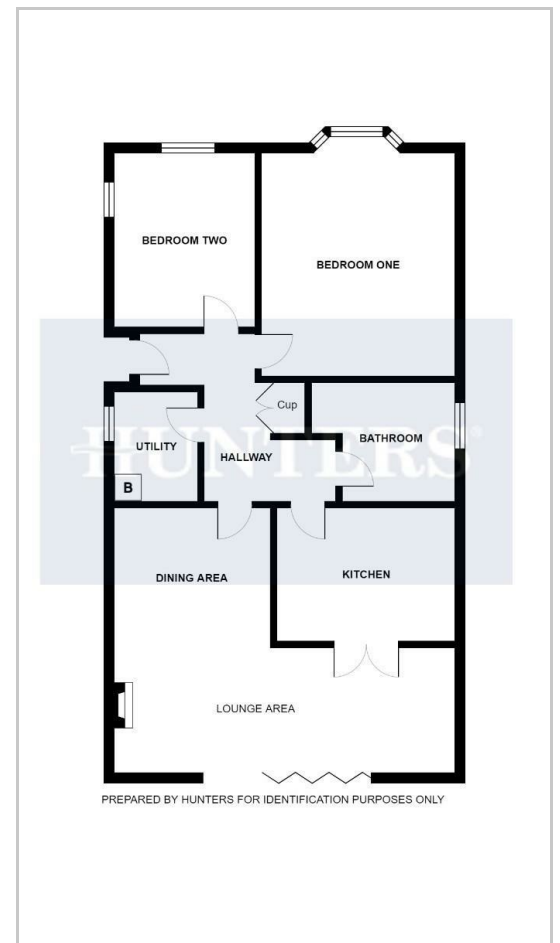 BEDROOM TWO
BEDROOM ONE
Cup
UTILITY
BATHROOM
HUNTERS
HALLWAY
B
DINING AREA
KITCHEN
LOUNGE AREA
PREPARED BY HUNTERS FOR IDENTIFICATION PURPOSES ONLY